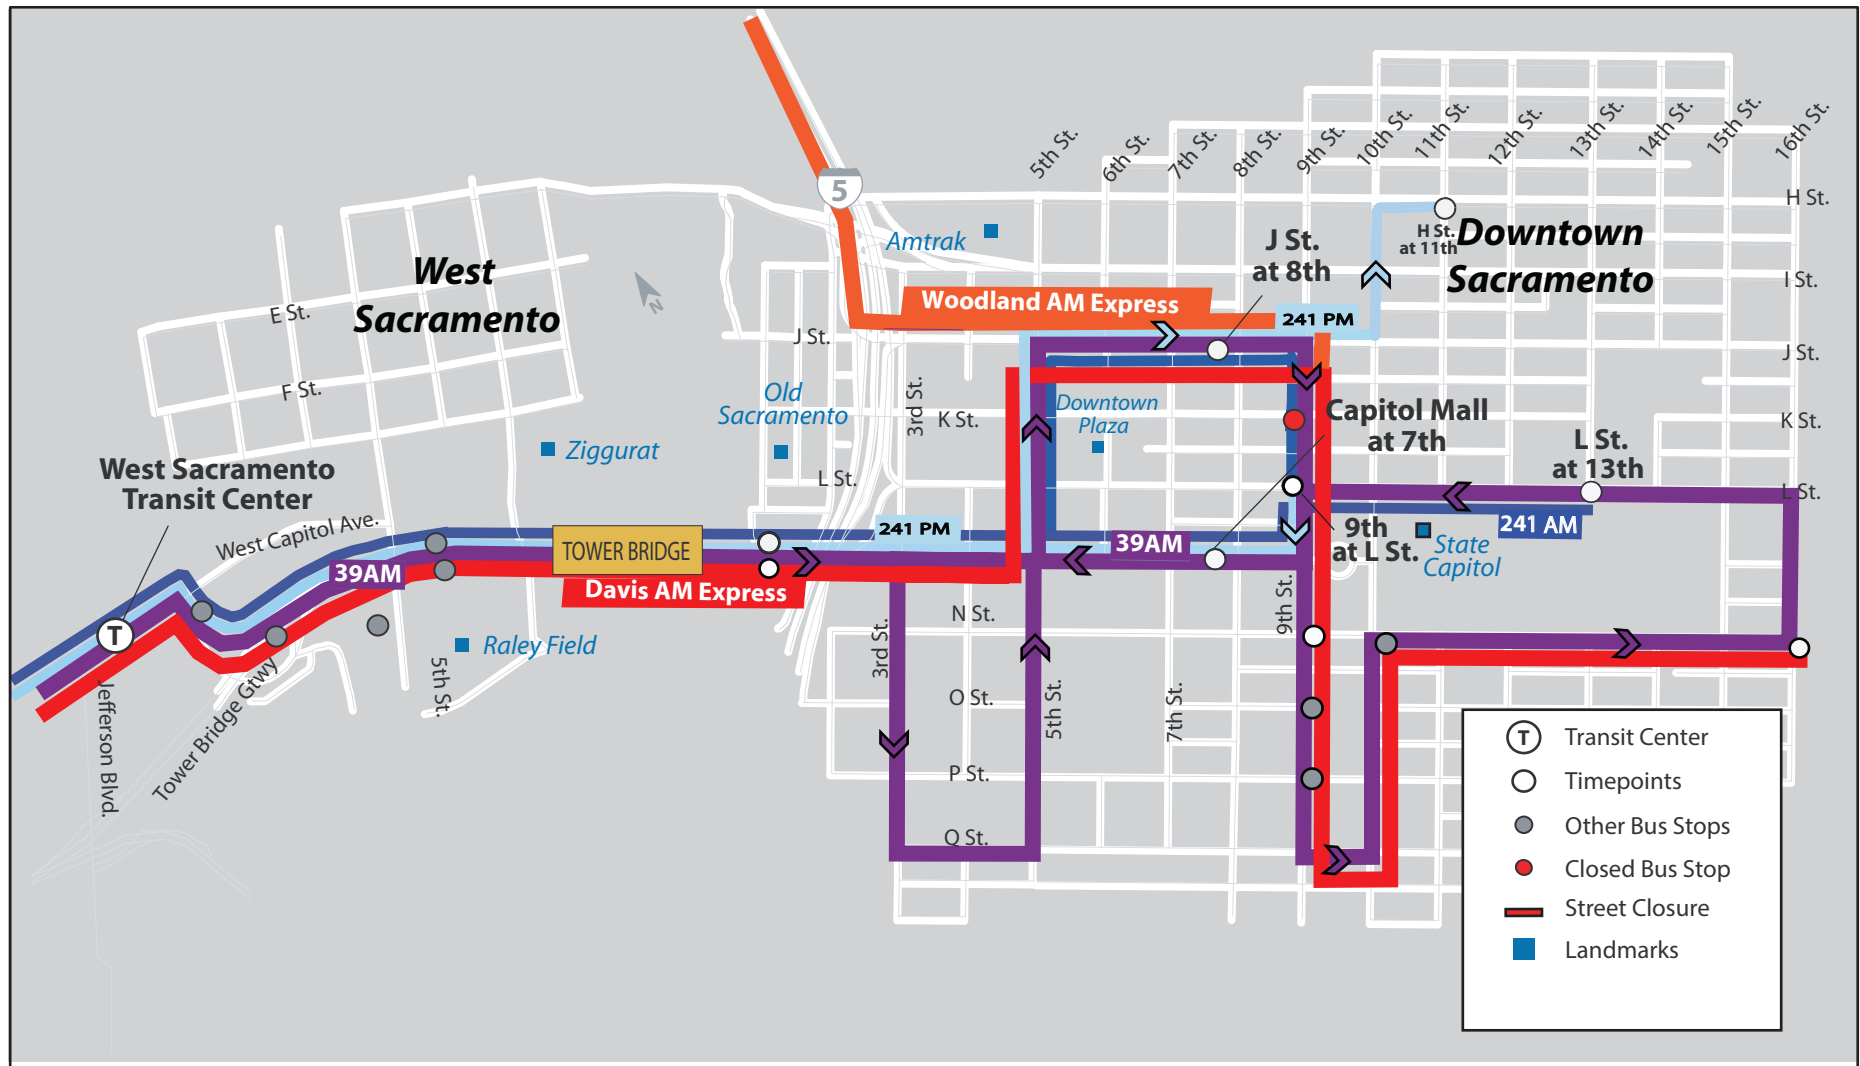 5th St.
6th St.
7th St.
8th St.
9th St.
10th St.
11th St.
12th St.
13th St.
14th St.
15th St.
16th St.
5
H St.
Amtrak
J St.
at 8th
H St.
at 11th
Downtown
Sacramento
West
Sacramento
N
I St.
E St.
Woodland AM Express
241 PM
J St.
J St.
F St.
Old
Sacramento
3rd St.
K St.
Downtown
Plaza
Capitol Mall
at 7th
K St.
Ziggurat
L St.
at 13th
West Sacramento
Transit Center
L St.
L St.
West Capitol Ave.
241 PM
TOWER BRIDGE
39AM
9th
at L St.
241 AM
State
Capitol
39AM
Davis AM Express
T
N St.
9th St.
3rd St.
Raley Field
5th St.
Jefferson Blvd.
Tower Bridge Gtwy
O St.
5th St.
7th St.
P St.
Q St.
T Transit Center
Timepoints
Other Bus Stops
Closed Bus Stop
Street Closure
Landmarks